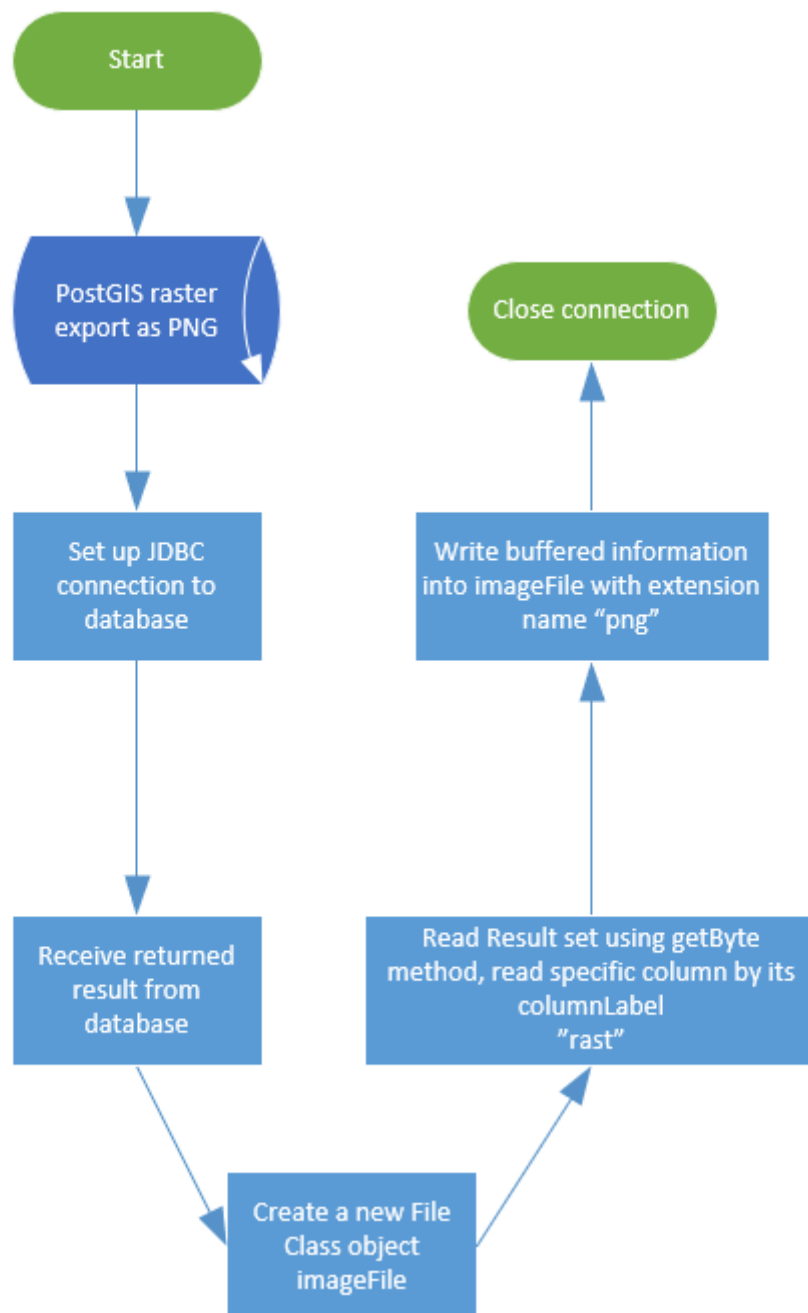 Start
PostGIS raster
export as PNG
Set up JDBC
connection to
database
Receive returned
result from
database
Create a new File
Class object
imageFile
Read Result set using getByte
method, read specific column by its
columnLabel
”rast”
Write buffered information
into imageFile with extension
name “png”
Close connection